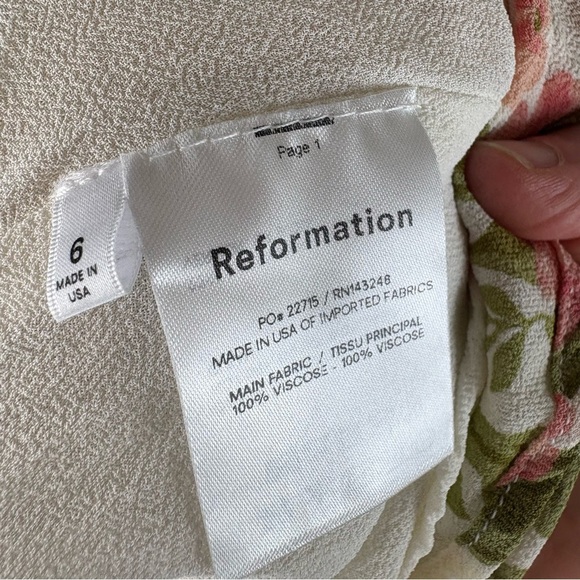 Page 1
6
MADE IN
USA
Reformation
PO# 22715 / RN143248
MADE IN USA OF IMPORTED FABRICS
MAIN FABRIC / TISSU PRINCIPAL
100% VISCOSE - 100% VISCOSE